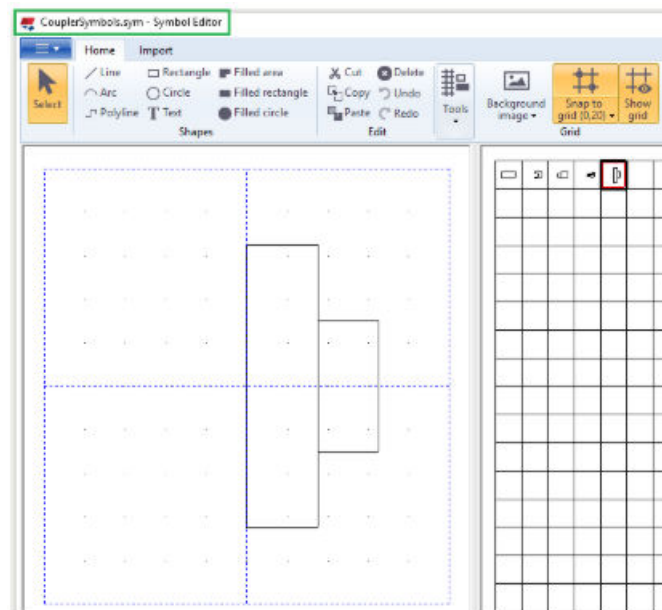 CouplerSymbols.sym - Symbol Editor
Home Import
Select
Line Rectangle Filled area
Arc Circle Filled rectangle
Polyline Text Filled circle
Shapes
Cut Delete
Copy Undo
Paste Redo
Edit
Tools
Background
image
Snap to
grid (0,20)
Show
grid
Grid